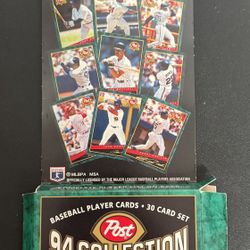 ©MLBPA MSA
OFFICIALLY LICENSED BY THE MAJOR LEAGUE BASEBALL PLAYERS ASSOCIATION
BASEBALL PLAYER CARDS • 30 CARD SET
Post
94 COLLECTION